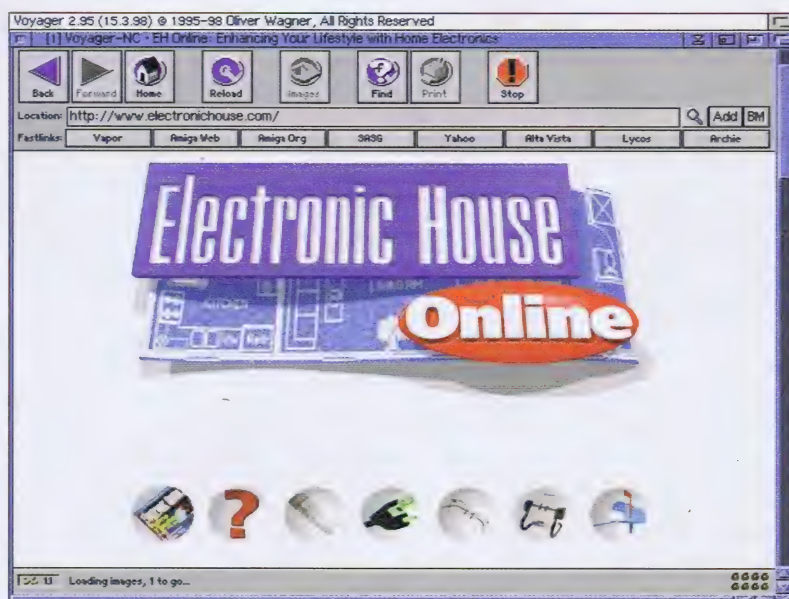 Voyager 2.95 (15.3.98) © 1995-98 Oliver Wagner, All Rights Reserved
[1] Voyager-NC - EH Online: Enhancing Your Lifestyle with Home Electronics
Back Forward Home Reload Images Find Print Stop
Location: http://www.electronichouse.com/ Add BM
Fastlinks: Vapor Amiga Web Amiga Org SASG Yahoo Alta Vista Lycos Archie
Electronic House
KITCHEN
Online
Loading images, 1 to go...